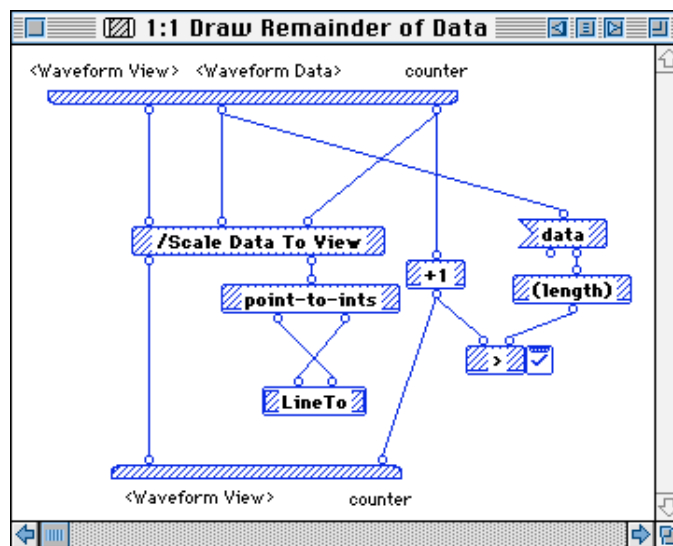 1:1 Draw Remainder of Data
<Waveform View> <Waveform Data> counter
data
/Scale Data To View
+1
(length)
point-to-ints
>
LineTo
<Waveform View> counter